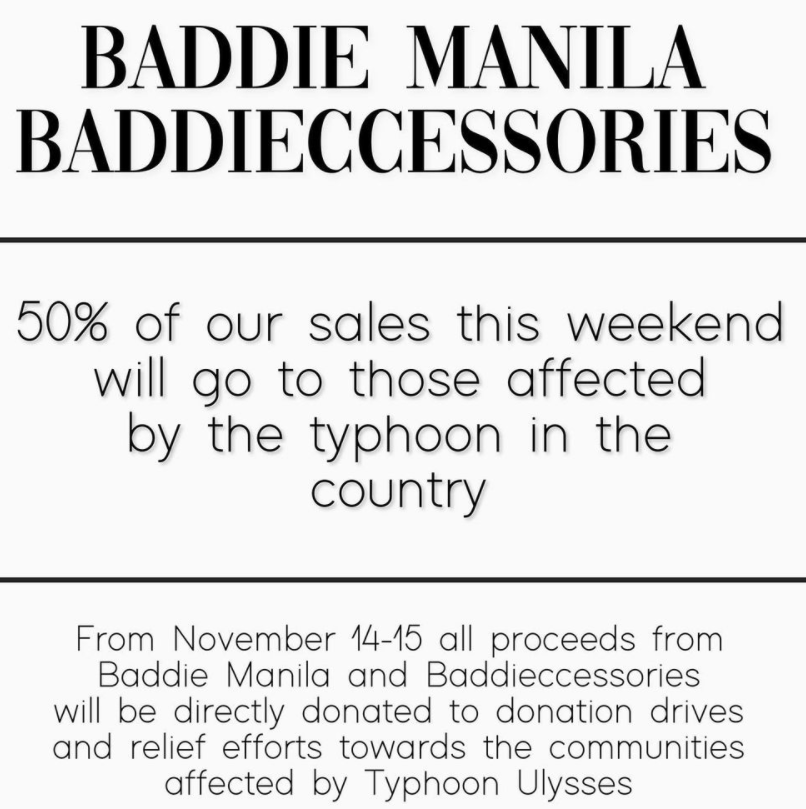 BADDIE MANILA
BADDIECCESSORIES
50% of our sales this weekend
will go to those affected
by the typhoon in the
country
From November 14-15 all proceeds from
Baddie Manila and Baddieccessories
will be directly donated to donation drives
and relief efforts towards the communities
affected by Typhoon Ulysses